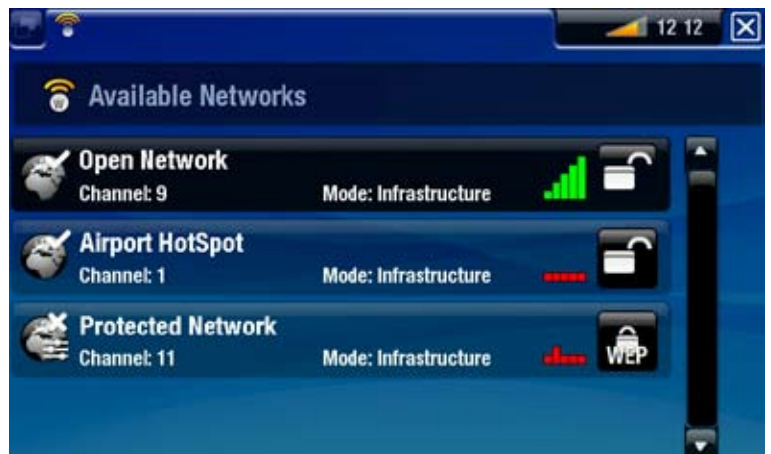 12 12
Available Networks
Open Network
Channel: 9 Mode: Infrastructure
Airport HotSpot
Channel: 1 Mode: Infrastructure
Protected Network
Channel: 11 Mode: Infrastructure
WEP